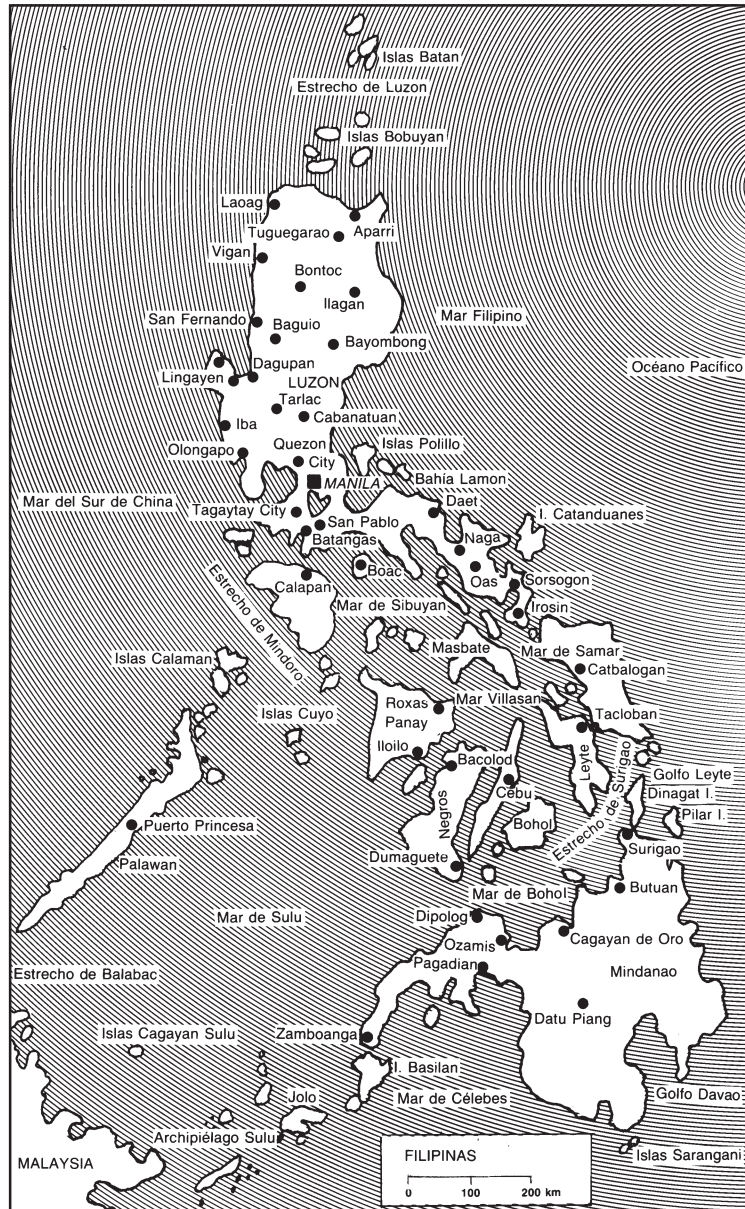 Islas Batan
Estrecho de Luzon
Islas Bobuyan
Laoag
Aparri
Tuguegarao
Vigan
Bontoc
Ilagan
San Fernando
Mar Filipino
Baguio
Bayombong
Océano Pacífico
Dagupan
Lingayen
LUZON
Tarlac
Cabanatuan
Iba
Islas Polillo
Quezon
City
Olongapo
Bahía Lamon
MANILA
Mar del Sur de China
Daet
Tagaytay City
I. Catanduanes
San Pablo
Batangas
Naga
Boac
Oas
Calapan
Sorsogon
Mar de Sibuyan
Irosin
Estrecho de Mindoro
Masbate
Mar de Samar
Islas Calaman
Catbalogan
Roxas
Mar Villasan
Islas Cuyo
Panay
Tacloban
Iloilo
Bacolod
Leyte
Estrecho de Surigao
Golfo Leyte
Cebu
Dinagat I.
Negros
Pilar I.
Puerto Princesa
Bohol
Surigao
Palawan
Dumaguete
Butuan
Mar de Bohol
Mar de Sulu
Dipolog
Cagayan de Oro
Ozamis
Pagadian
Mindanao
Estrecho de Balabac
Datu Piang
Islas Cagayan Sulu
Zamboanga
I. Basilan
Golfo Davao
Jolo
Mar de Célebes
Archipiélago Sulu
Islas Sarangani
MALAYSIA
FILIPINAS
0 100 200 km